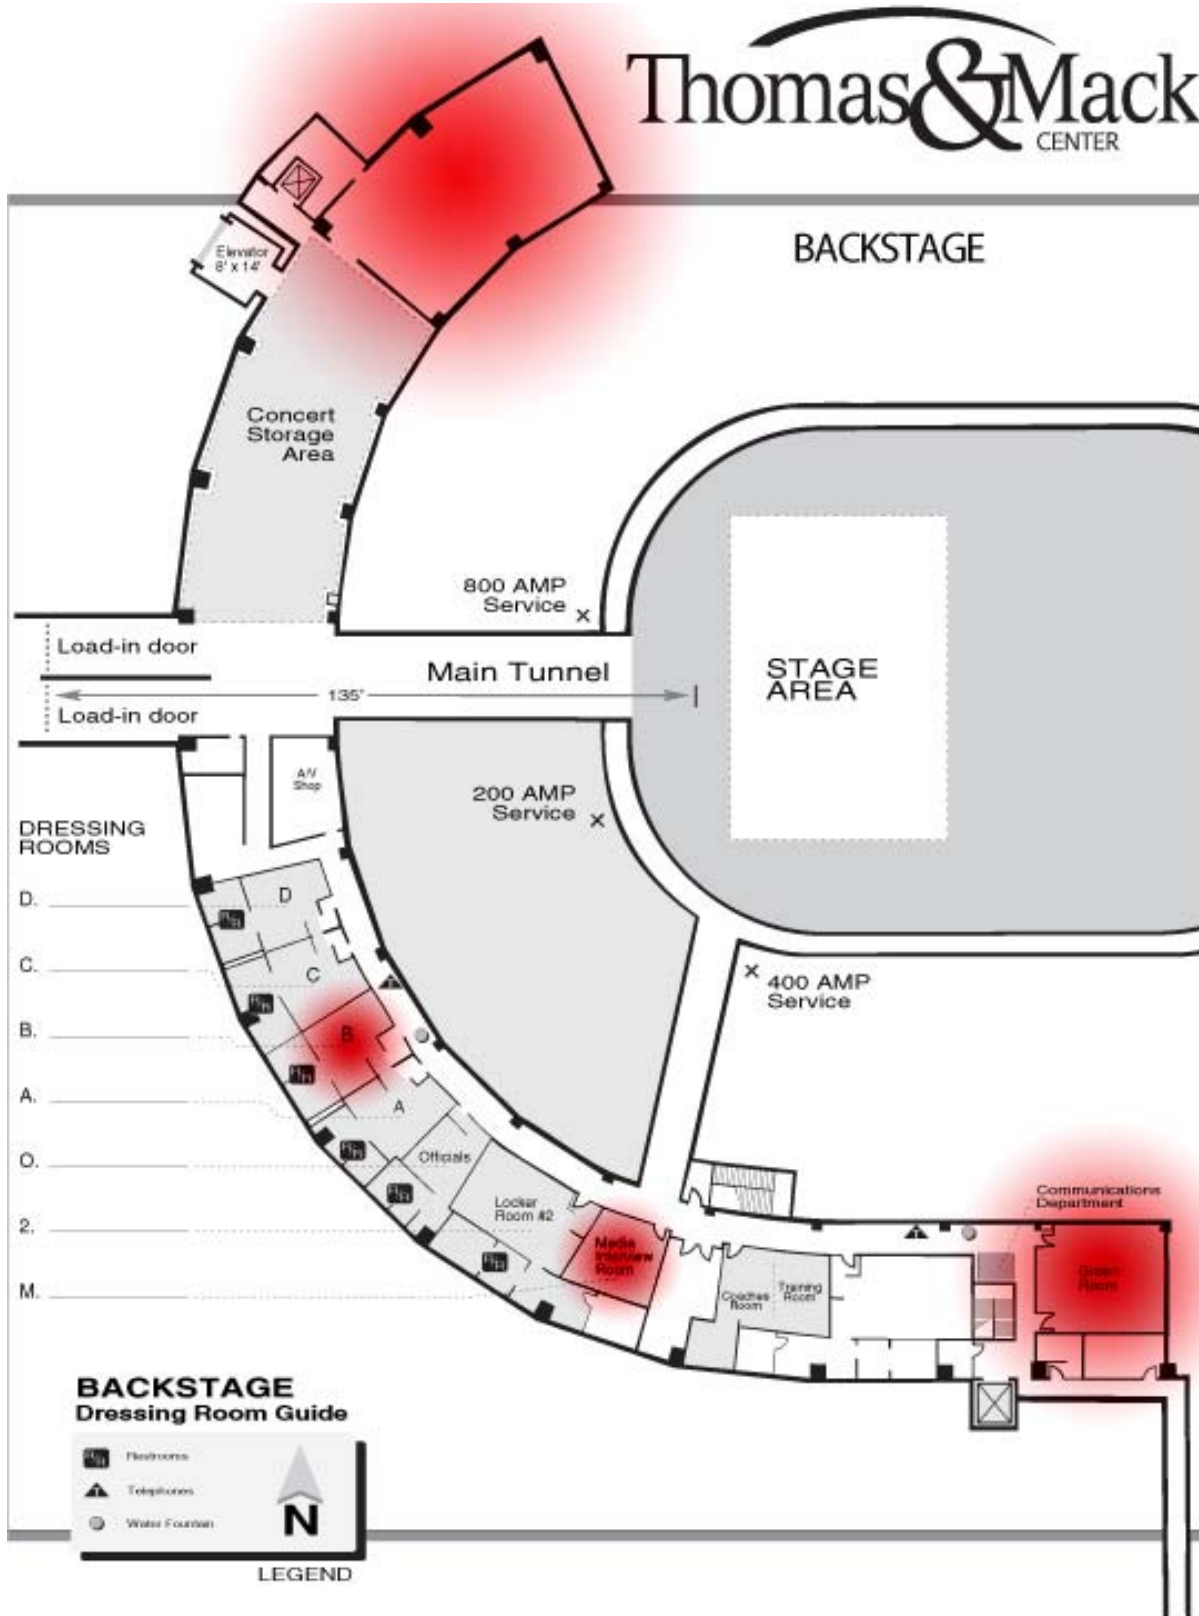 Thomas&Mack
CENTER
BACKSTAGE
Elevator
8' x 14'
Concert
Storage
Area
800 AMP
Service
Load-in door
Main Tunnel
135'
Load-in door
STAGE
AREA
A/V
Shop
200 AMP
Service
DRESSING
ROOMS
D.
D
C.
C
400 AMP
Service
B.
B
A.
A
O.
Officials
2.
Locker
Room #2
Communications
Department
M.
Media
Interview
Room
Coaches
Room
Training
Room
Green
Room
BACKSTAGE
Dressing Room Guide
Restrooms
Telephones
Water Fountain
N
LEGEND